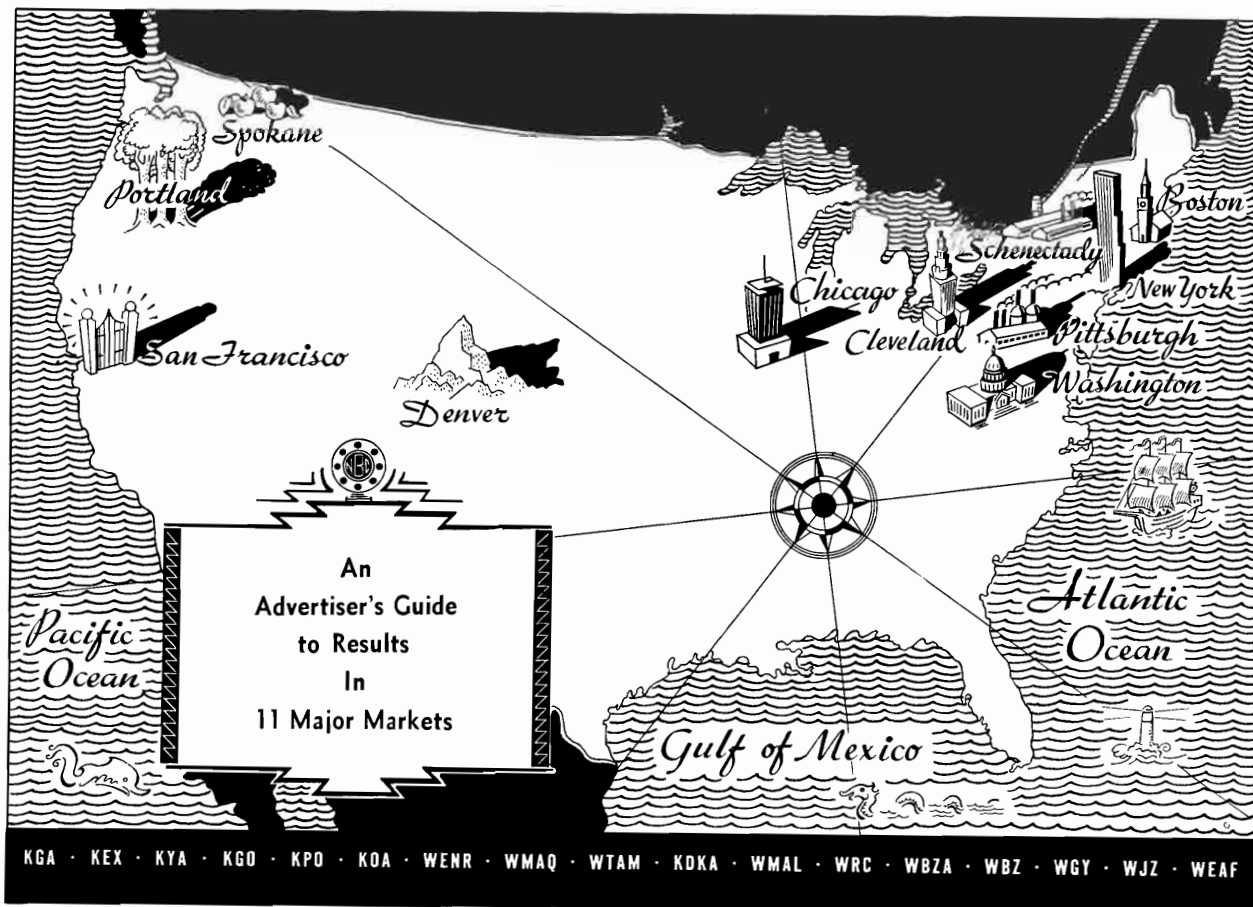 Spokane
Portland
San Francisco
Denver
Chicago
Cleveland
Schenectady
Boston
New York
Pittsburgh
Washington
NBC
An
Advertiser's Guide
to Results
In
11 Major Markets
Pacific
Ocean
Atlantic
Ocean
Gulf of Mexico
KGA · KEX · KYA · KGO · KPO · KOA · WENR · WMAQ · WTAM · KDKA · WMAL · WRC · WBZA · WBZ · WGY · WJZ · WEAF